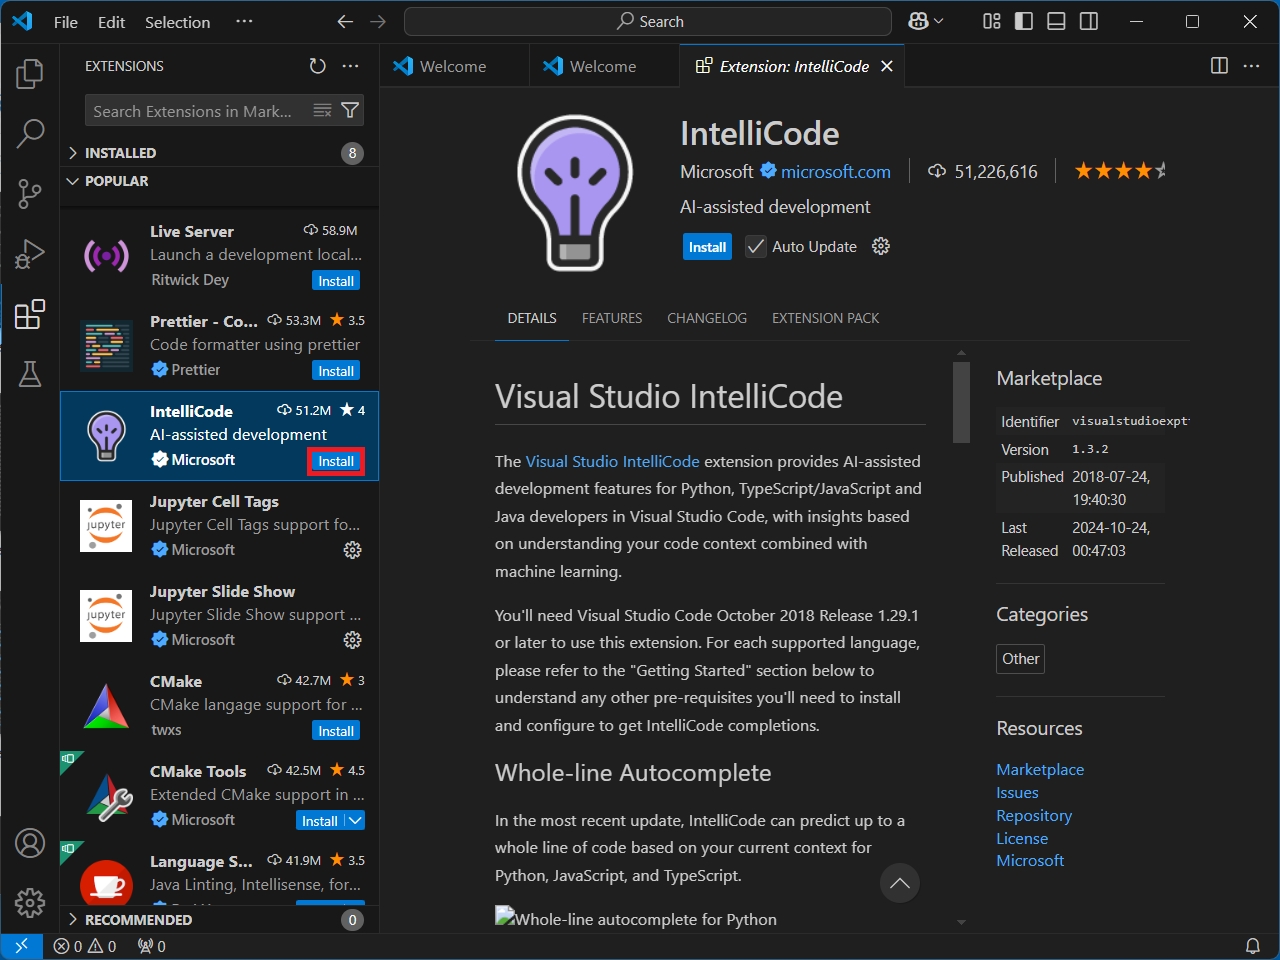 File Edit Selection ···
Search
EXTENSIONS
Welcome
Welcome
Extension: IntelliCode
Search Extensions in Mark...
INSTALLED 8
POPULAR
Live Server 58.9M
Launch a development local...
Ritwick Dey Install
Prettier - Co... 53.3M 3.5
Code formatter using prettier
Prettier Install
IntelliCode 51.2M 4
AI-assisted development
Microsoft Install
Jupyter Cell Tags
Jupyter Cell Tags support fo...
Microsoft
Jupyter Slide Show
Jupyter Slide Show support ...
Microsoft
CMake 42.7M 3
CMake langage support for ...
twxs Install
CMake Tools 42.5M 4.5
Extended CMake support in ...
Microsoft Install
Language S... 41.9M 3.5
Java Linting, Intellisense, for...
RECOMMENDED 0
jupyter
jupyter
IntelliCode
Microsoft microsoft.com 51,226,616
AI-assisted development
Install Auto Update
DETAILS FEATURES CHANGELOG EXTENSION PACK
Visual Studio IntelliCode
The Visual Studio IntelliCode extension provides AI-assisted
development features for Python, TypeScript/JavaScript and
Java developers in Visual Studio Code, with insights based
on understanding your code context combined with
machine learning.
You'll need Visual Studio Code October 2018 Release 1.29.1
or later to use this extension. For each supported language,
please refer to the "Getting Started" section below to
understand any other pre-requisites you'll need to install
and configure to get IntelliCode completions.
Whole-line Autocomplete
In the most recent update, IntelliCode can predict up to a
whole line of code based on your current context for
Python, JavaScript, and TypeScript.
Whole-line autocomplete for Python
Marketplace
Identifier visualstudioexpt
Version 1.3.2
Published 2018-07-24,
19:40:30
Last 2024-10-24,
Released 00:47:03
Categories
Other
Resources
Marketplace
Issues
Repository
License
Microsoft
0 0 0